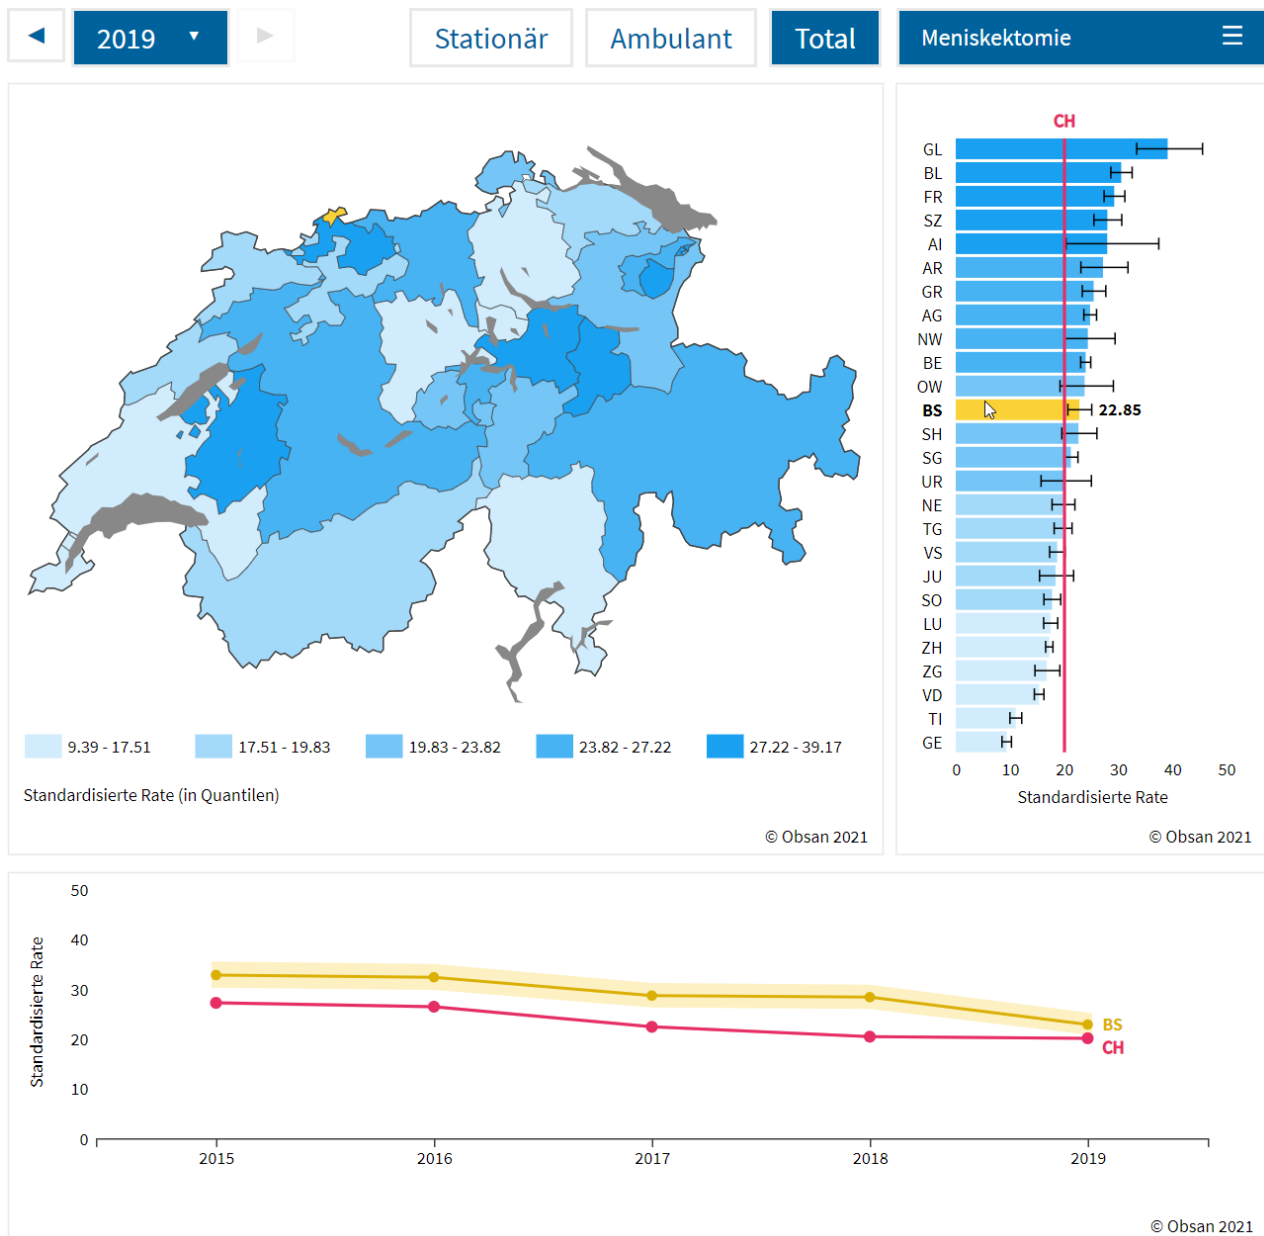 2019
Stationär
Ambulant
Total
Meniskektomie
9.39 - 17.51
17.51 - 19.83
19.83 - 23.82
23.82 - 27.22
27.22 - 39.17
Standardisierte Rate (in Quantilen)
© Obsan 2021
CH
GL
BL
FR
SZ
AI
AR
GR
AG
NW
BE
OW
BS 22.85
SH
SG
UR
NE
TG
VS
JU
SO
LU
ZH
ZG
VD
TI
GE
0 10 20 30 40 50
Standardisierte Rate
© Obsan 2021
Standardisierte Rate
50
40
30
20
10
0
BS
CH
2015 2016 2017 2018 2019
© Obsan 2021